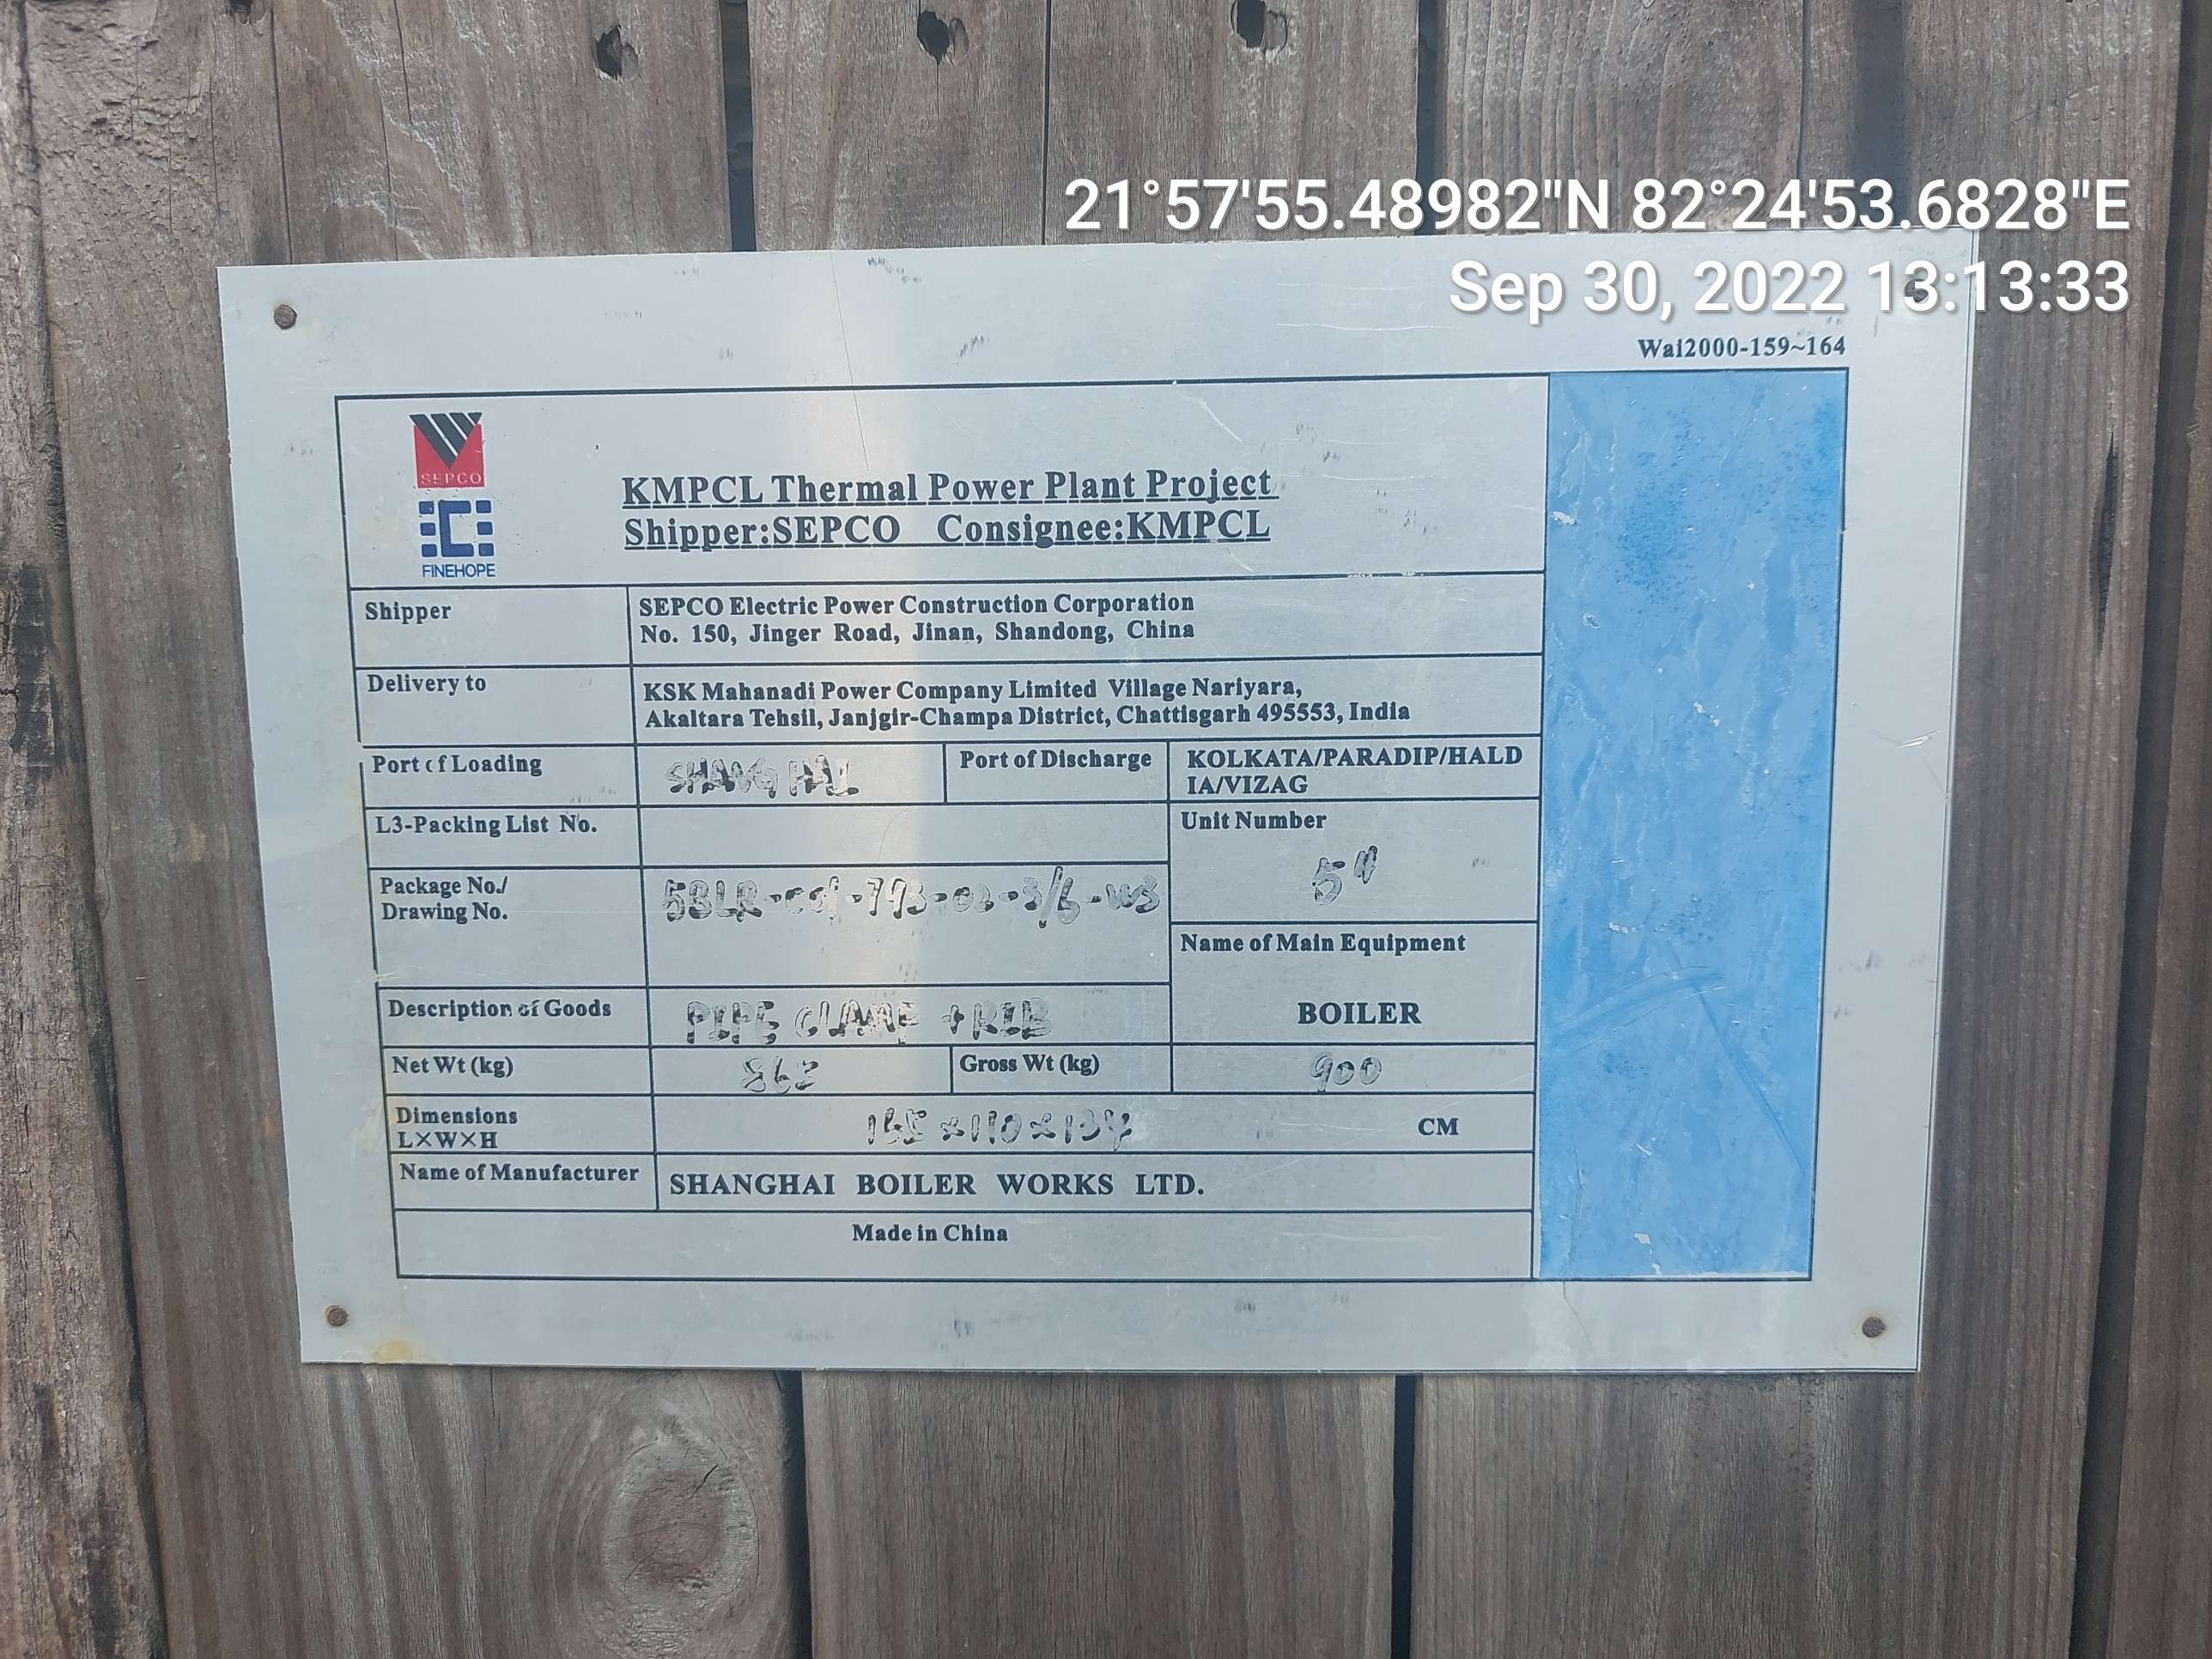 21°57'55.48982"N 82°24'53.6828"E
Sep 30, 2022 13:13:33
Wai2000-159~164
SEPCO
FINEHOPE
KMPCL Thermal Power Plant Project
Shipper:SEPCO Consignee:KMPCL
Shipper
SEPCO Electric Power Construction Corporation
No. 150, Jinger Road, Jinan, Shandong, China
Delivery to
KSK Mahanadi Power Company Limited Village Nariyara,
Akaltara Tehsil, Janjgir-Champa District, Chattisgarh 495553, India
Port of Loading
SHANG HAI
Port of Discharge
KOLKATA/PARADIP/HALD
IA/VIZAG
L3-Packing List No.
Unit Number
Package No./
Drawing No.
Name of Main Equipment
BOILER
Description of Goods
PIPE CLAMP + RIB
Net Wt (kg)
Gross Wt (kg)
900
Dimensions
L×W×H
CM
Name of Manufacturer
SHANGHAI BOILER WORKS LTD.
Made in China